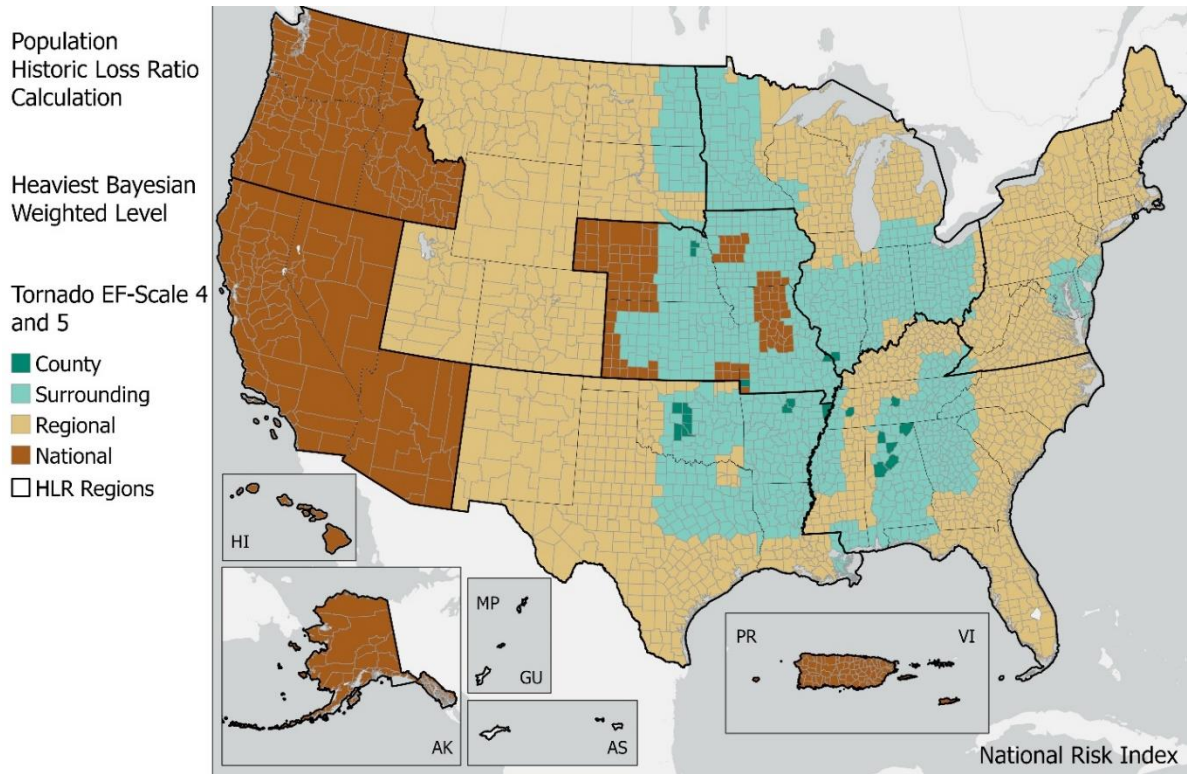 Population
Historic Loss Ratio
Calculation
Heaviest Bayesian
Weighted Level
Tornado EF-Scale 4
and 5
County
Surrounding
Regional
National
HLR Regions
HI
AK
MP
GU
AS
PR
VI
National Risk Index